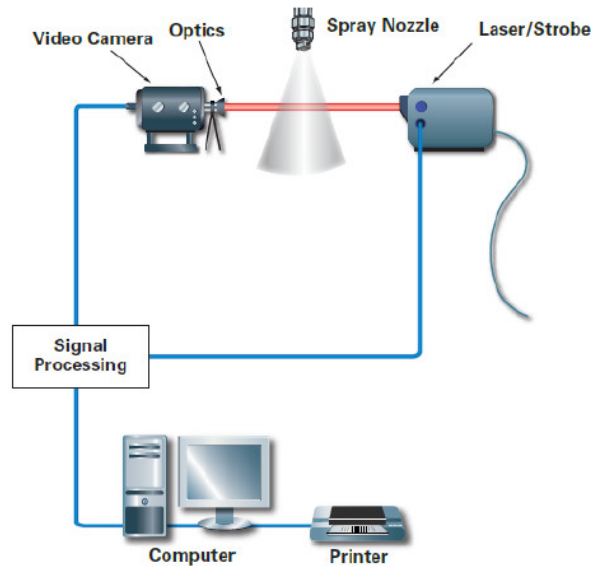 Video Camera
Optics
Spray Nozzle
Laser/Strobe
Signal
Processing
Computer
Printer